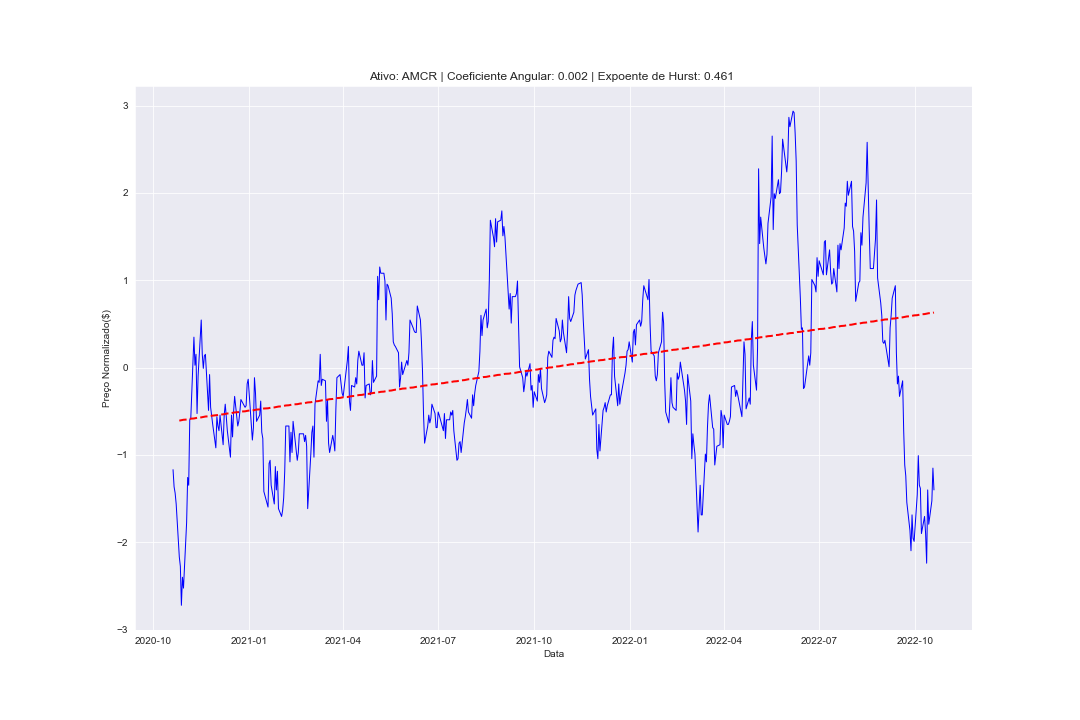 Ativo: AMCR | Coeficiente Angular: 0.002 | Expoente de Hurst: 0.461
Preço Normalizado($)
3
2
1
0
−1
−2
−3
2020-10 2021-01 2021-04 2021-07 2021-10 2022-01 2022-04 2022-07 2022-10
Data